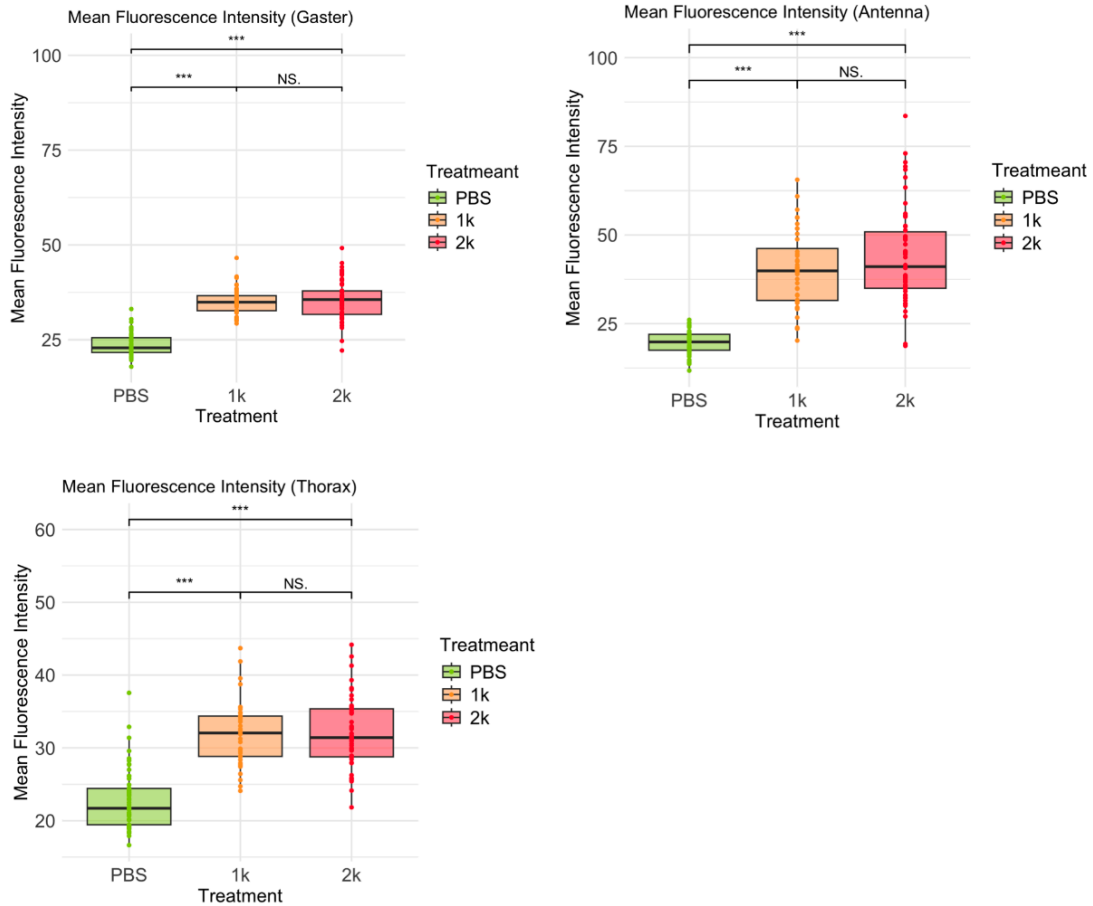 Mean Fluorescence Intensity (Gaster)
***
***
NS.
100
75
50
25
Mean Fluorescence Intensity
PBS
1k
2k
Treatment
Treatmeant
PBS
1k
2k
Mean Fluorescence Intensity (Antenna)
***
***
NS.
100
75
50
25
Mean Fluorescence Intensity
PBS
1k
2k
Treatment
Treatmeant
PBS
1k
2k
Mean Fluorescence Intensity (Thorax)
***
***
NS.
60
50
40
30
20
Mean Fluorescence Intensity
PBS
1k
2k
Treatment
Treatmeant
PBS
1k
2k